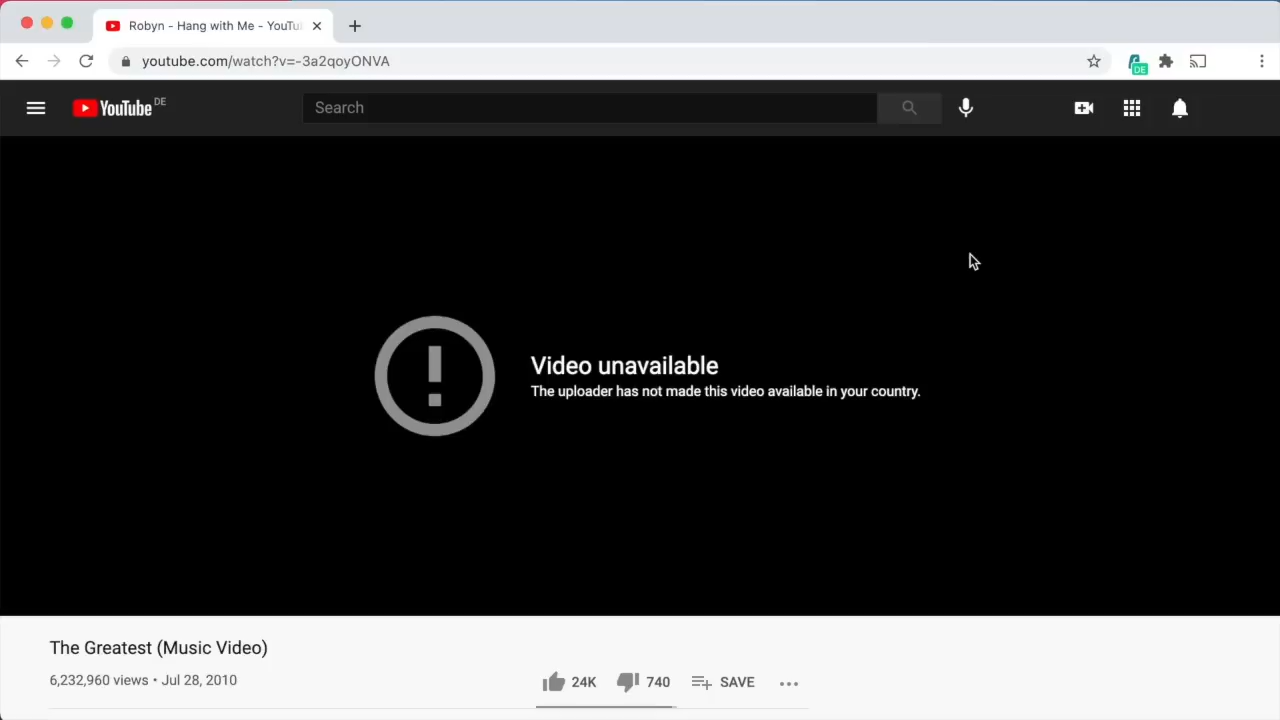 Robyn - Hang with Me - YouTu
youtube.com/watch?v=-3a2qoyONVA
DE
YouTube DE
Search
Video unavailable
The uploader has not made this video available in your country.
The Greatest (Music Video)
6,232,960 views • Jul 28, 2010
24K 740 SAVE